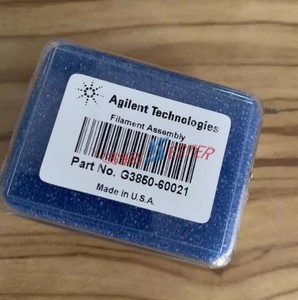 Agilent Technologies
Filament Assembly
Part No. G3850-60021
Made in U.S.A.